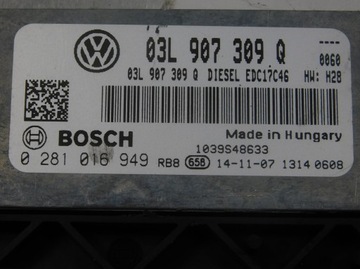 03L 907 309 Q 0060
03L 907 309 Q DIESEL EDC17C46 HW: H28
BOSCH
Made in Hungary
1039S48633
0 281 016 949 RB8 656 14-11-07 1314 0608